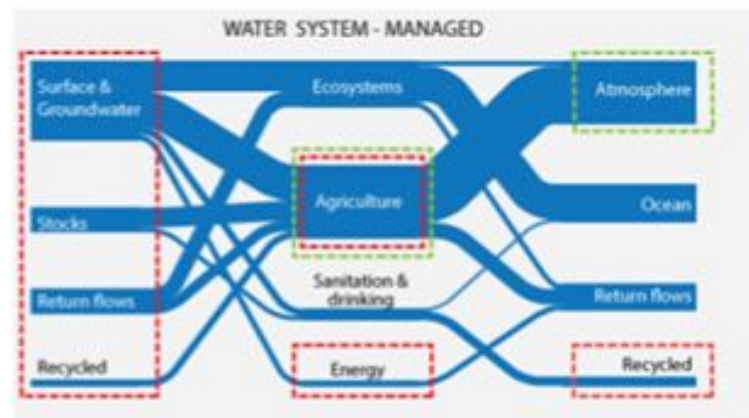 WATER SYSTEM - MANAGED
Surface &
Groundwater
Ecosystems
Atmosphere
Agriculture
Stocks
Ocean
Sanitation &
drinking
Return flows
Return flows
Recycled
Energy
Recycled